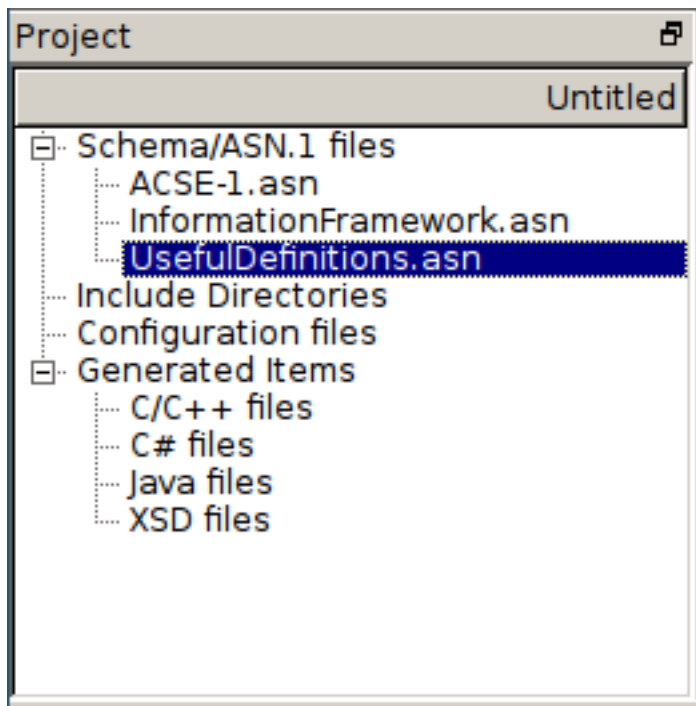 Project
Untitled
Schema/ASN.1 files
ACSE-1.asn
InformationFramework.asn
UsefulDefinitions.asn
Include Directories
Configuration files
Generated Items
C/C++ files
C# files
Java files
XSD files